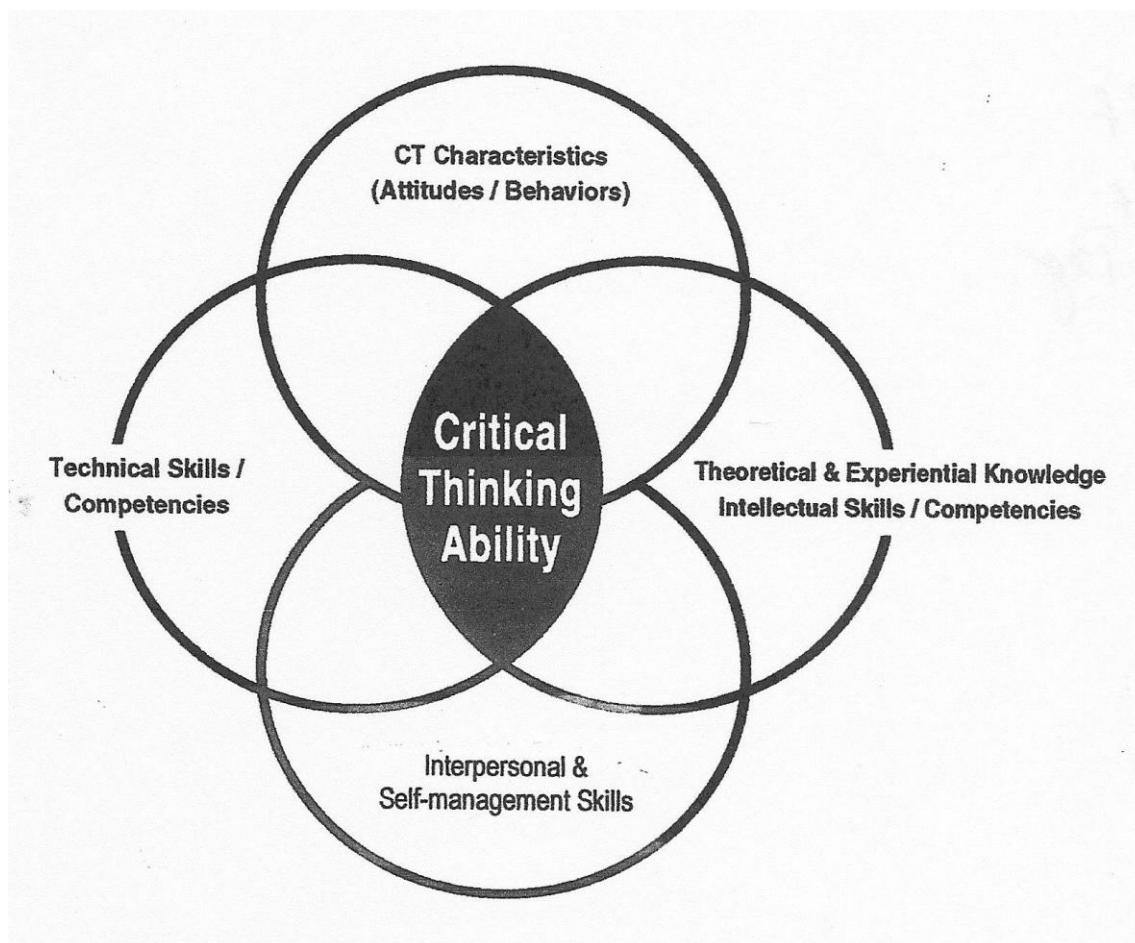 CT Characteristics
(Attitudes / Behaviors)
Technical Skills /
Competencies
Critical
Thinking
Ability
Theoretical & Experiential Knowledge
Intellectual Skills / Competencies
Interpersonal &
Self-management Skills